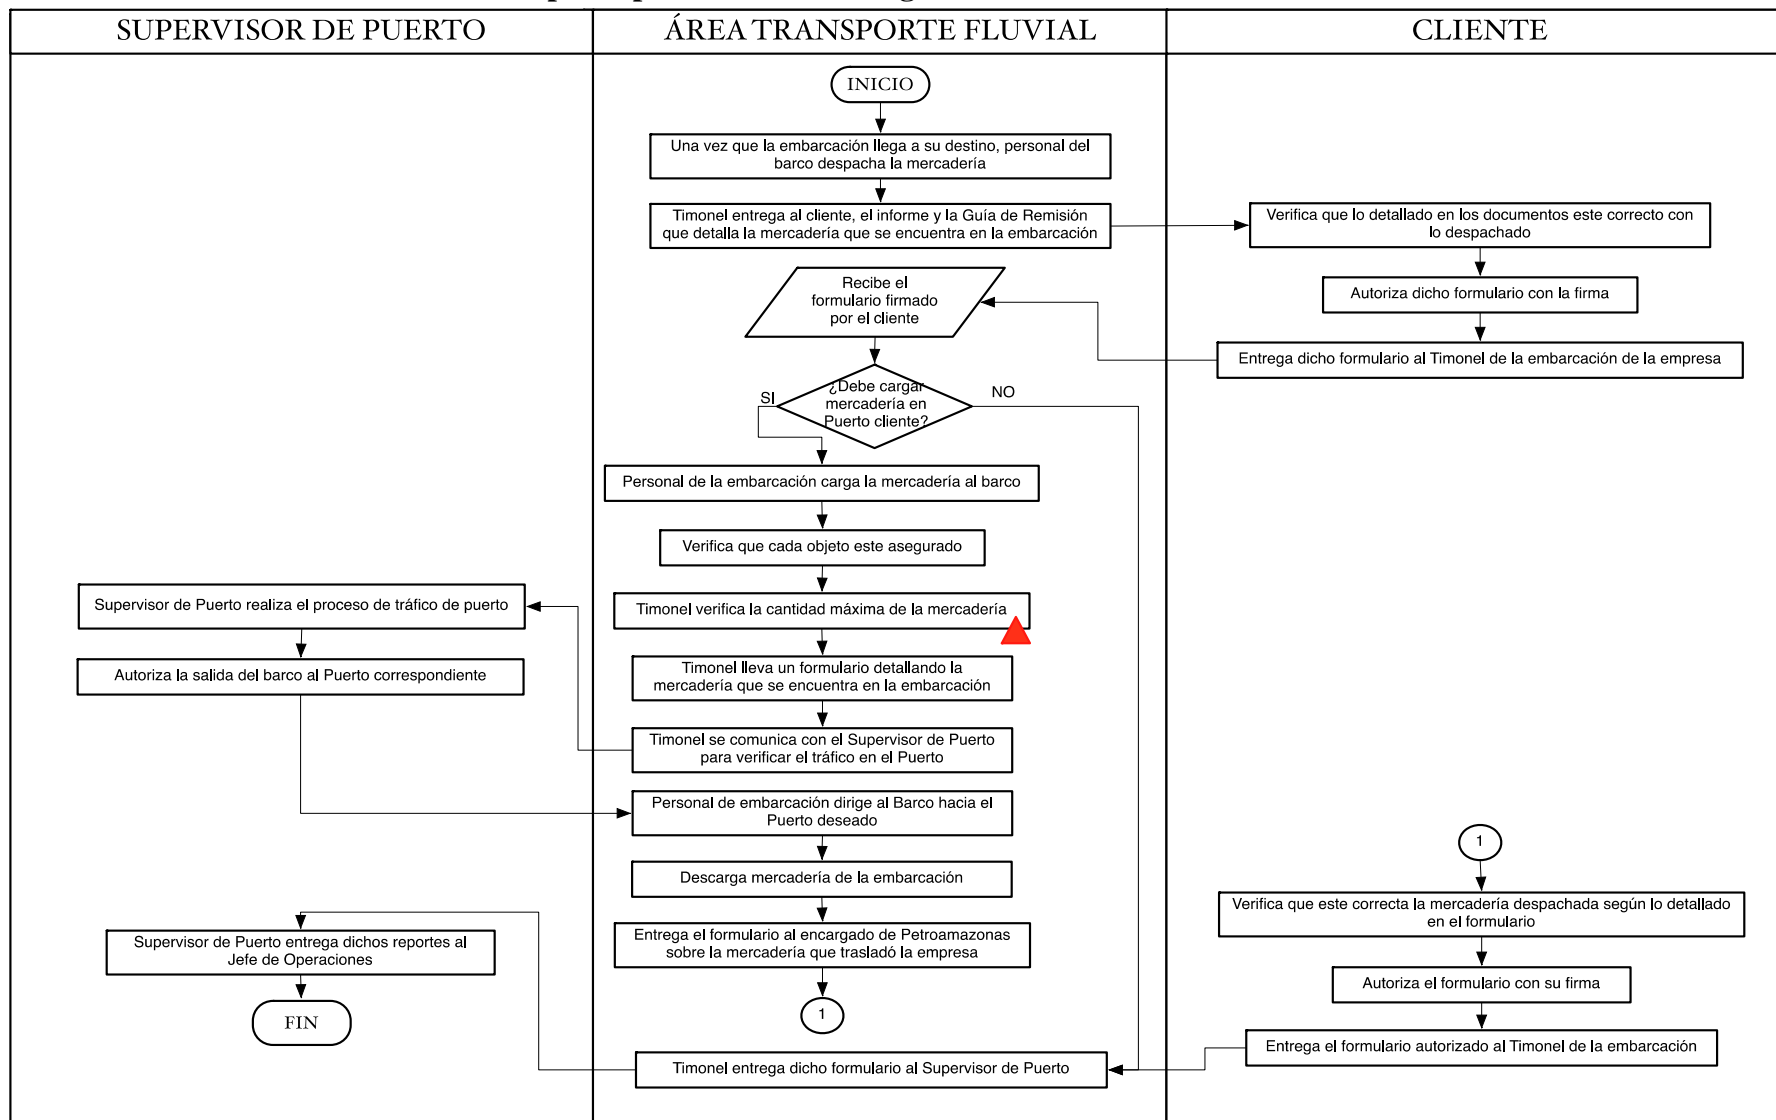 SUPERVISOR DE PUERTO
ÁREA TRANSPORTE FLUVIAL
CLIENTE
INICIO
Una vez que la embarcación llega a su destino, personal del
barco despacha la mercadería
Timonel entrega al cliente, el informe y la Guía de Remisión
que detalla la mercadería que se encuentra en la embarcación
Verifica que lo detallado en los documentos este correcto con
lo despachado
Autoriza dicho formulario con la firma
Entrega dicho formulario al Timonel de la embarcación de la empresa
Recibe el
formulario firmado
por el cliente
¿Debe cargar
mercadería en
Puerto cliente?
SI
NO
Personal de la embarcación carga la mercadería al barco
Verifica que cada objeto este asegurado
Timonel verifica la cantidad máxima de la mercadería
Timonel lleva un formulario detallando la
mercadería que se encuentra en la embarcación
Timonel se comunica con el Supervisor de Puerto
para verificar el tráfico en el Puerto
Supervisor de Puerto realiza el proceso de tráfico de puerto
Autoriza la salida del barco al Puerto correspondiente
Personal de embarcación dirige al Barco hacia el
Puerto deseado
Descarga mercadería de la embarcación
Entrega el formulario al encargado de Petroamazonas
sobre la mercadería que trasladó la empresa
1
1
Verifica que este correcta la mercadería despachada según lo detallado
en el formulario
Autoriza el formulario con su firma
Entrega el formulario autorizado al Timonel de la embarcación
Timonel entrega dicho formulario al Supervisor de Puerto
Supervisor de Puerto entrega dichos reportes al
Jefe de Operaciones
FIN